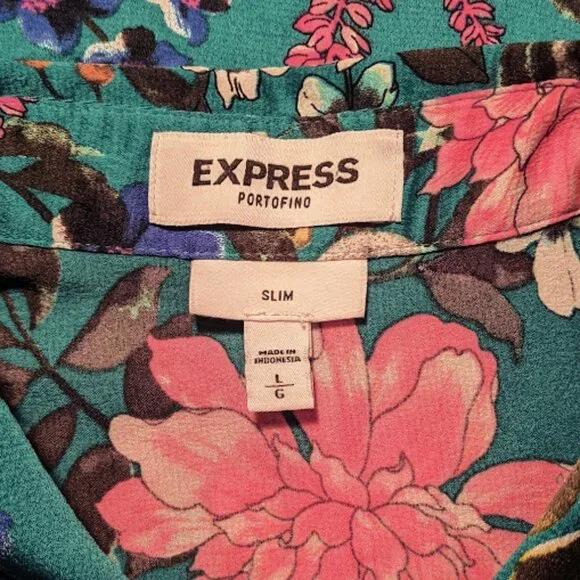 EXPRESS
PORTOFINO
SLIM
MADE IN
INDONESIA
L
G